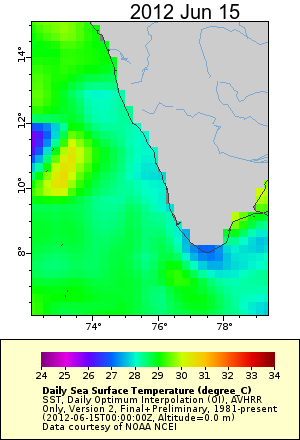 2012 Jun 15
14°
12°
10°
8°
74°
76°
78°
24 25 26 27 28 29 30 31 32 33 34
Daily Sea Surface Temperature (degree_C)
SST, Daily Optimum Interpolation (OI), AVHRR
Only, Version 2, Final+Preliminary, 1981-present
(2012-06-15T00:00:00Z, Altitude=0.0 m)
Data courtesy of NOAA NCEI